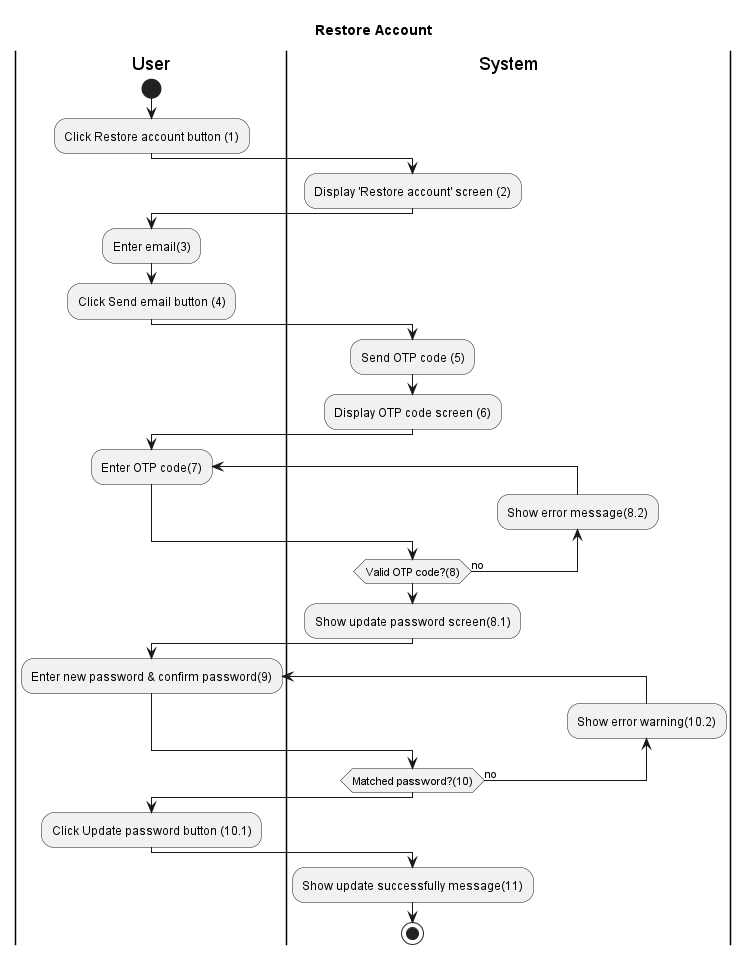 Restore Account
User
System
Click Restore account button (1)
Display 'Restore account' screen (2)
Enter email(3)
Click Send email button (4)
Send OTP code (5)
Display OTP code screen (6)
Enter OTP code(7)
Show error message(8.2)
Valid OTP code?(8)
no
Show update password screen(8.1)
Enter new password & confirm password(9)
Show error warning(10.2)
Matched password?(10)
no
Click Update password button (10.1)
Show update successfully message(11)